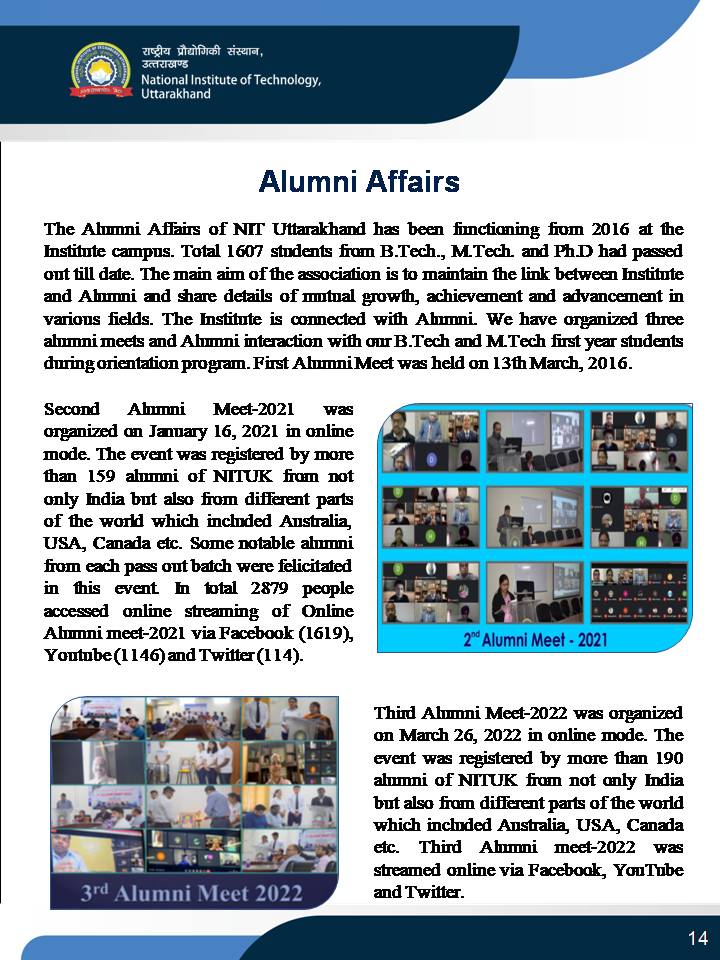 राष्ट्रीय प्रौद्योगिकी संस्थान,
उत्तराखण्ड
National Institute of Technology,
Uttarakhand
Alumni Affairs
The Alumni Affairs of NIT Uttarakhand has been functioning from 2016 at the
Institute campus. Total 1607 students from B.Tech., M.Tech. and Ph.D had passed
out till date. The main aim of the association is to maintain the link between Institute
and Alumni and share details of mutual growth, achievement and advancement in
various fields. The Institute is connected with Alumni. We have organized three
alumni meets and Alumni interaction with our B.Tech and M.Tech first year students
during orientation program. First Alumni Meet was held on 13th March, 2016.
Second Alumni Meet-2021 was
organized on January 16, 2021 in online
mode. The event was registered by more
than 159 alumni of NITUK from not
only India but also from different parts
of the world which included Australia,
USA, Canada etc. Some notable alumni
from each pass out batch were felicitated
in this event. In total 2879 people
accessed online streaming of Online
Alumni meet-2021 via Facebook (1619),
Youtube (1146) and Twitter (114).
2nd Alumni Meet - 2021
3rd Alumni Meet 2022
Third Alumni Meet-2022 was organized
on March 26, 2022 in online mode. The
event was registered by more than 190
alumni of NITUK from not only India
but also from different parts of the world
which included Australia, USA, Canada
etc. Third Alumni meet-2022 was
streamed online via Facebook, YouTube
and Twitter.
14